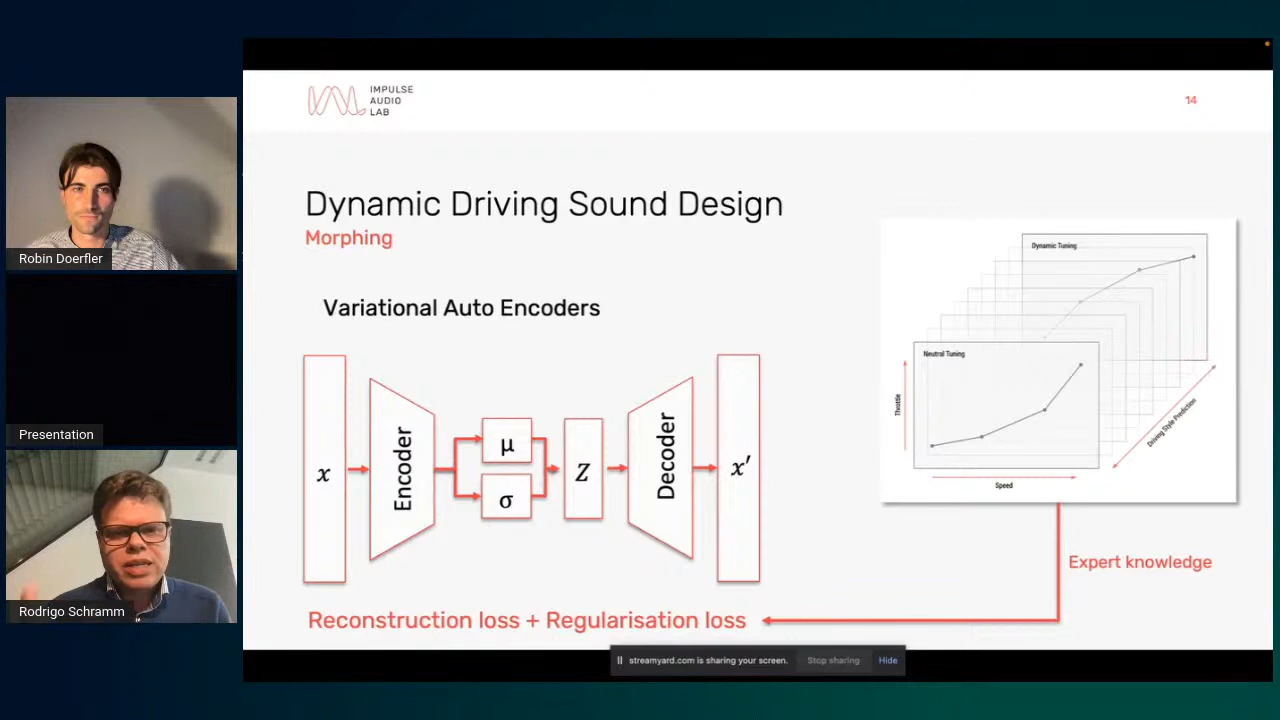 IMPULSE
AUDIO
LAB
14
Dynamic Driving Sound Design
Morphing
Variational Auto Encoders
x
Encoder
μ
σ
Z
Decoder
x′
Reconstruction loss + Regularisation loss
Dynamic Tuning
Neutral Tuning
Throttle
Speed
Driving Style Prediction
Expert knowledge
Robin Doerfler
Presentation
Rodrigo Schramm
streamyard.com is sharing your screen.
Stop sharing
Hide